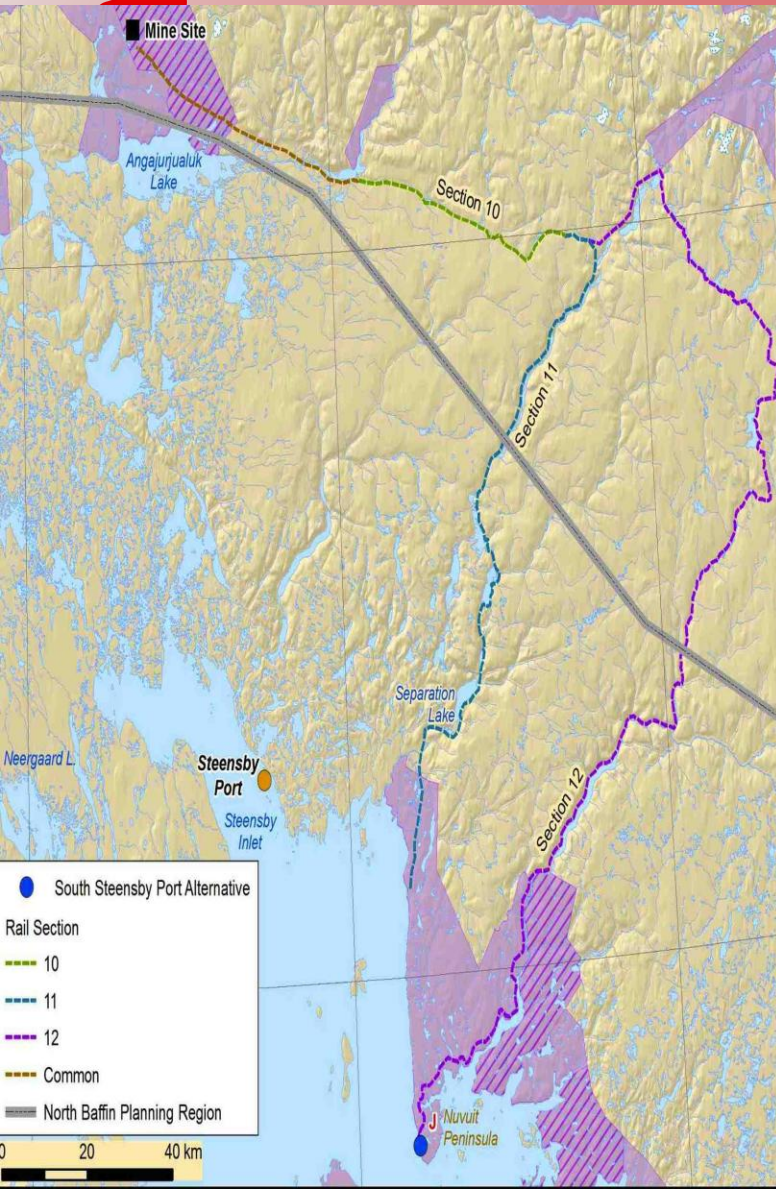 Mine Site
Angajurjualuk
Lake
Section 10
Section 11
Separation
Lake
Neergaard L.
Steensby
Port
Steensby
Inlet
Section 12
South Steensby Port Alternative
Rail Section
10
11
12
Common
North Baffin Planning Region
J
Nuvuit
Peninsula
0 20 40 km